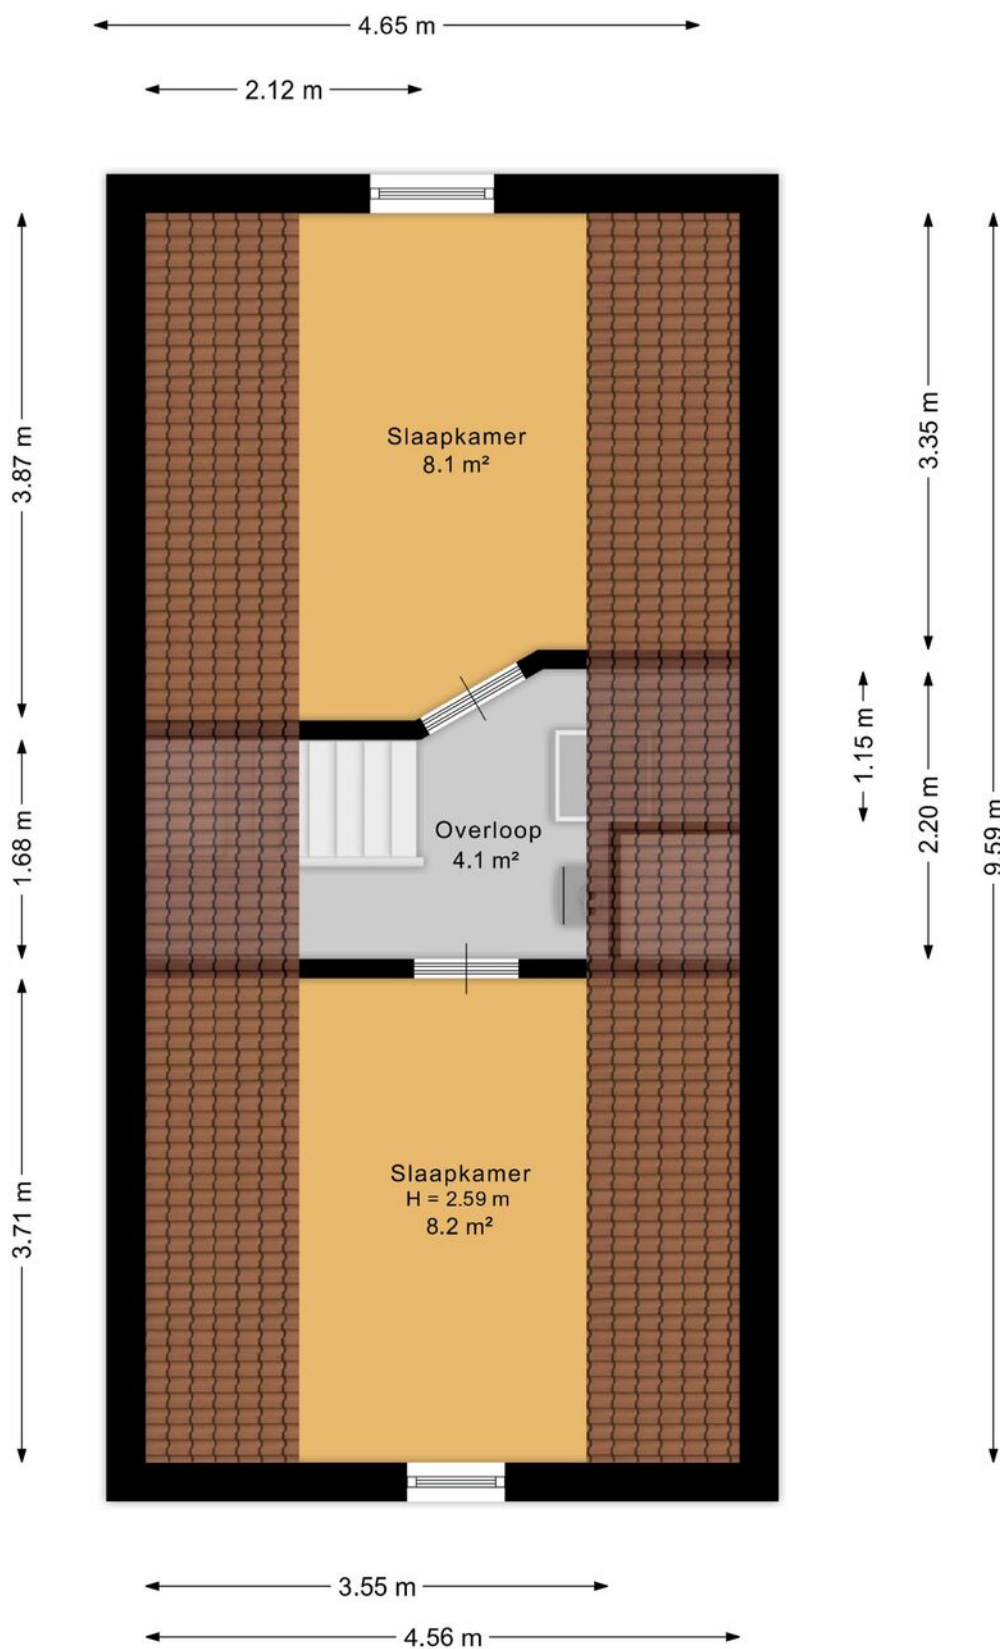 4.65 m
2.12 m
3.87 m
3.35 m
Slaapkamer
8.1 m²
1.15 m
2.20 m
9.59 m
1.68 m
Overloop
4.1 m²
3.71 m
Slaapkamer
H = 2.59 m
8.2 m²
3.55 m
4.56 m